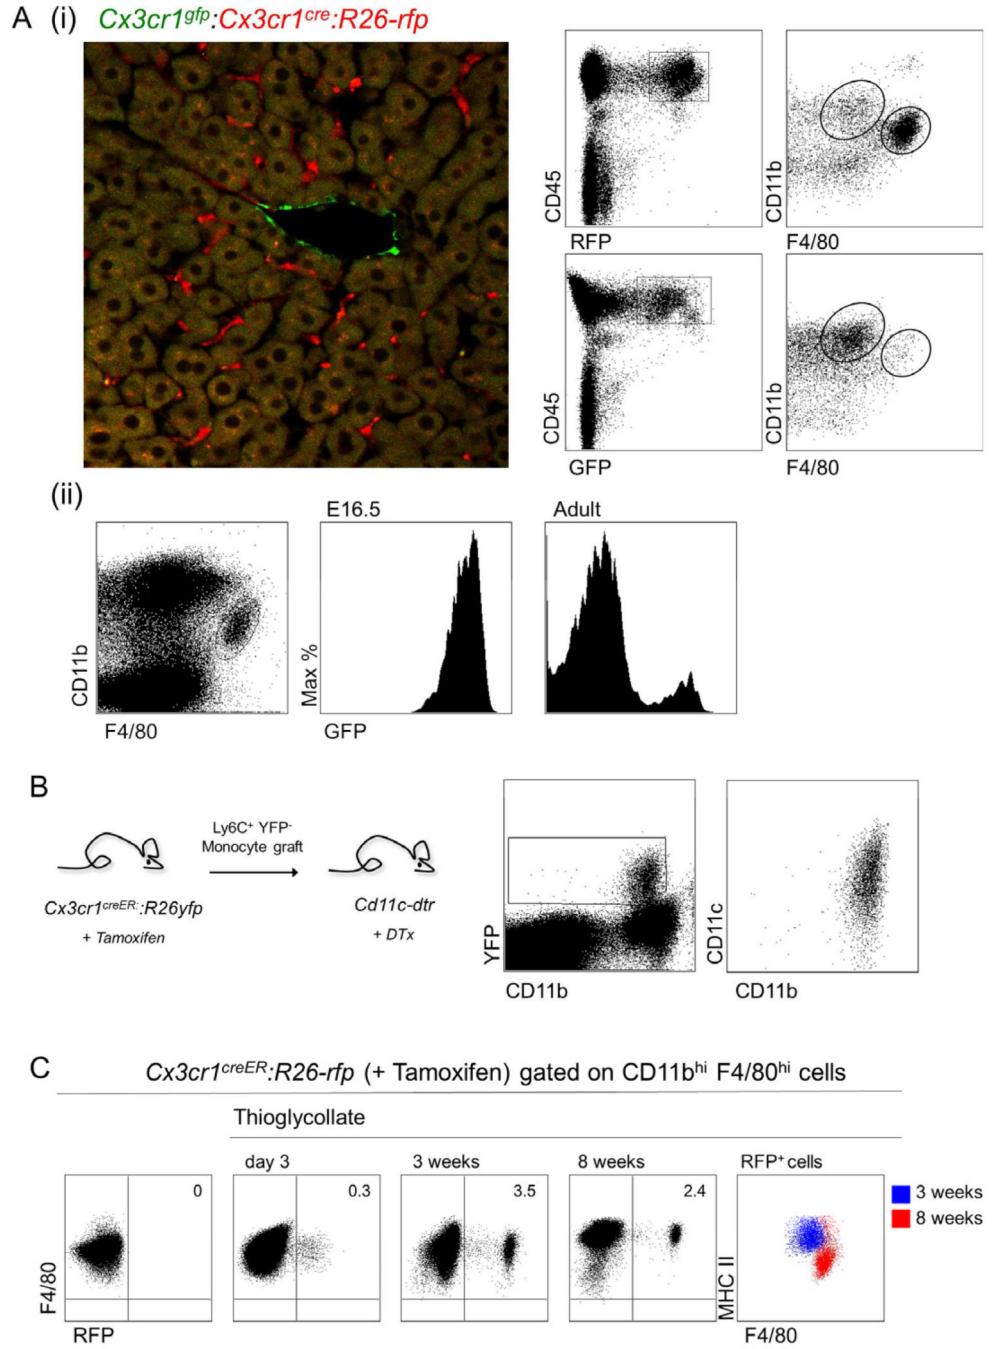 A (i) Cx3cr1gfp:Cx3cr1cre:R26-rfp
CD45
RFP
CD11b
F4/80
CD45
GFP
CD11b
F4/80
(ii)
E16.5
Adult
CD11b
F4/80
Max %
GFP
B
Ly6C+ YFP-
Monocyte graft
Cx3cr1creER::R26yfp
+ Tamoxifen
Cd11c-dtr
+ DTx
YFP
CD11b
CD11c
CD11b
C
Cx3cr1creER:R26-rfp (+ Tamoxifen) gated on CD11bhi F4/80hi cells
Thioglycollate
day 3
3 weeks
8 weeks
RFP+ cells
0
0.3
3.5
2.4
3 weeks
8 weeks
F4/80
RFP
MHC II
F4/80